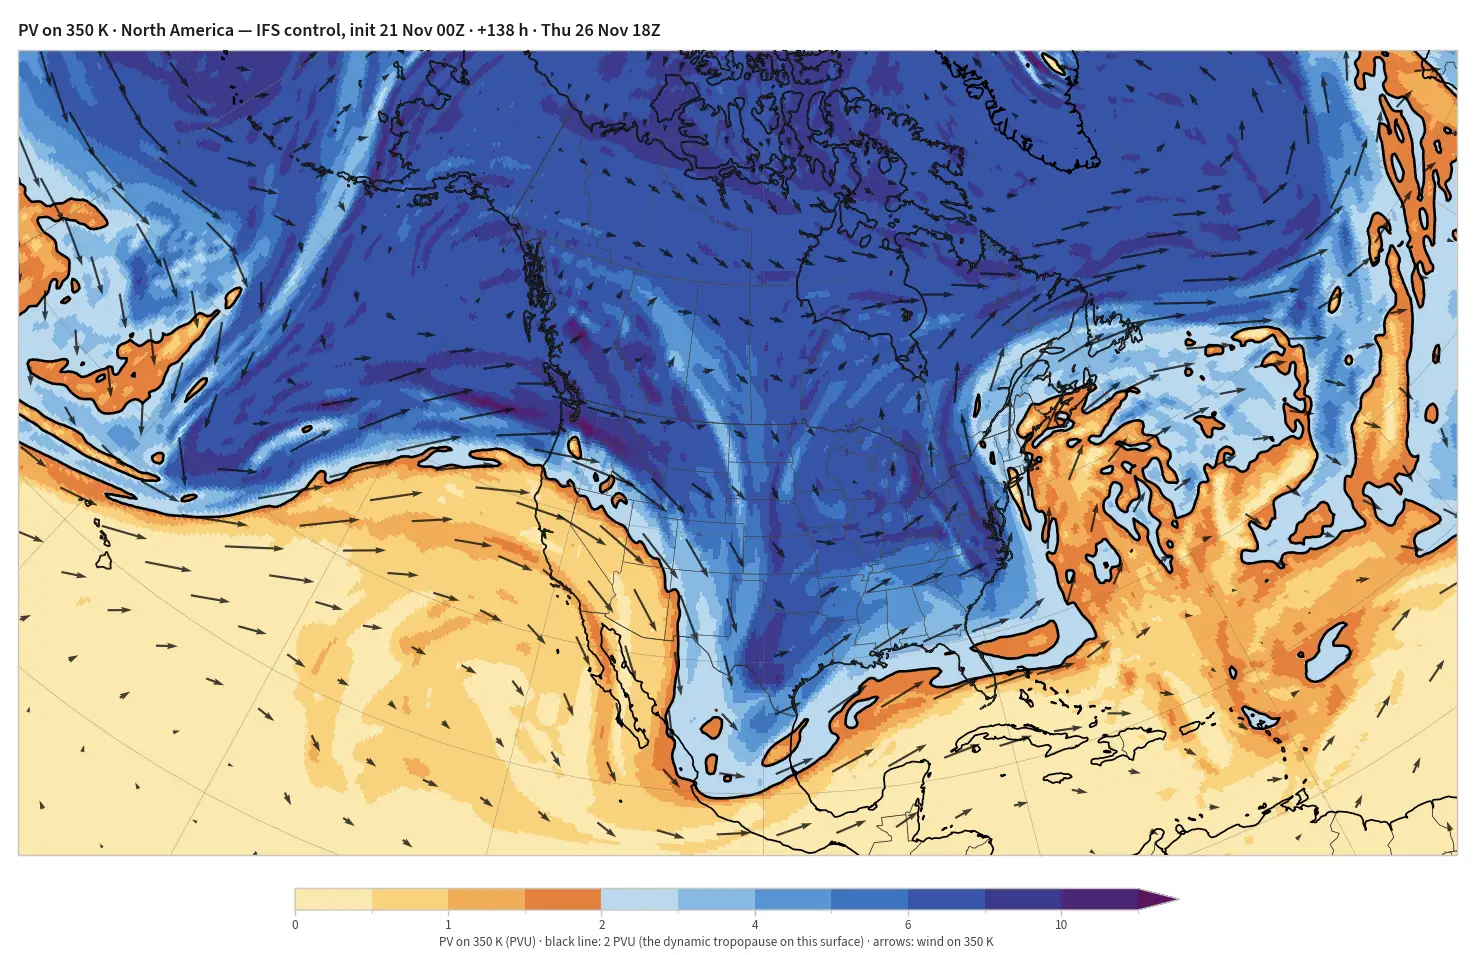 PV on 350 K · North America — IFS control, init 21 Nov 00Z · +138 h · Thu 26 Nov 18Z
0 1 2 4 6 10
PV on 350 K (PVU) · black line: 2 PVU (the dynamic tropopause on this surface) · arrows: wind on 350 K